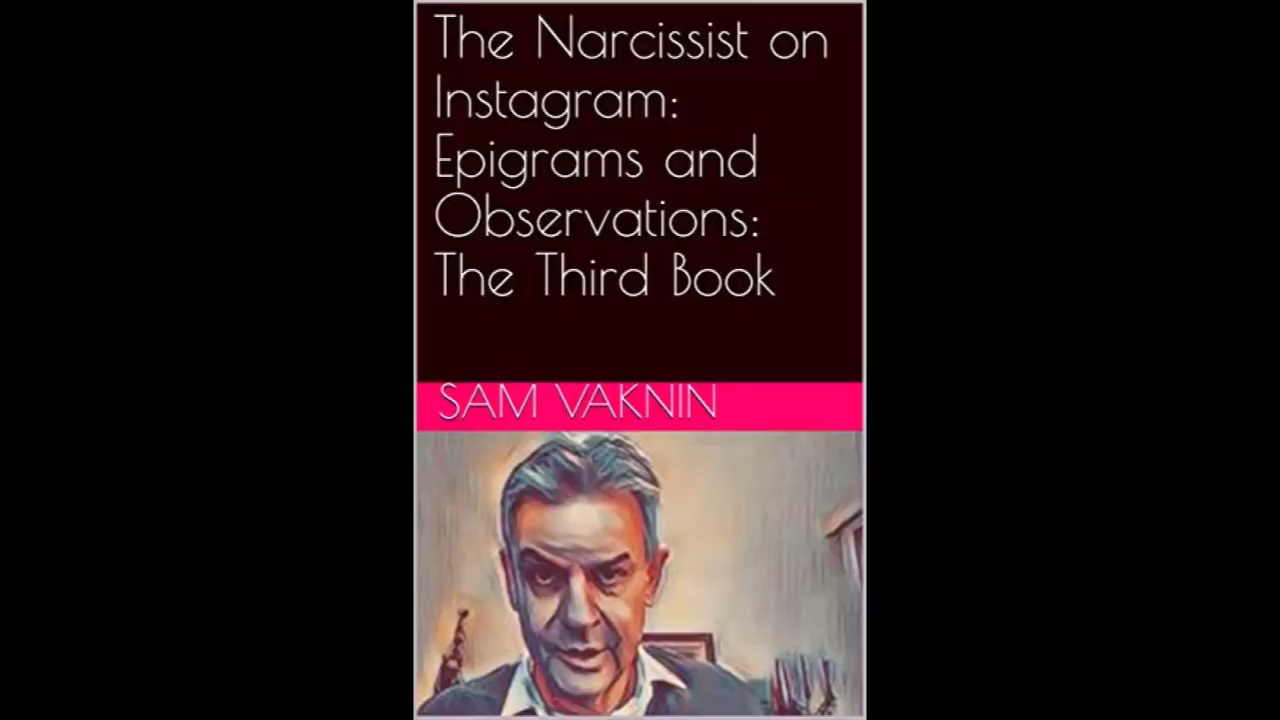 The Narcissist on
Instagram:
Epigrams and
Observations:
The Third Book
SAM VAKNIN